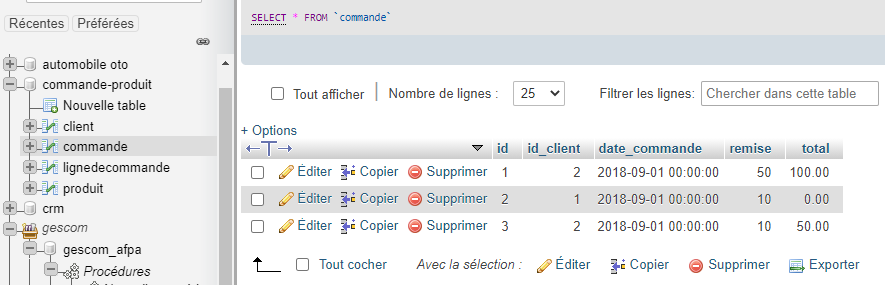 Récentes Préférées
automobile oto
commande-produit
Nouvelle table
client
commande
lignedecommande
produit
crm
gescom
gescom_afpa
Procédures
SELECT * FROM `commande`
Tout afficher Nombre de lignes : 25 Filtrer les lignes: Chercher dans cette table
+ Options
id id_client date_commande remise total
Éditer Copier Supprimer 1 2 2018-09-01 00:00:00 50 100.00
Éditer Copier Supprimer 2 1 2018-09-01 00:00:00 10 0.00
Éditer Copier Supprimer 3 2 2018-09-01 00:00:00 10 50.00
Tout cocher Avec la sélection : Éditer Copier Supprimer Exporter